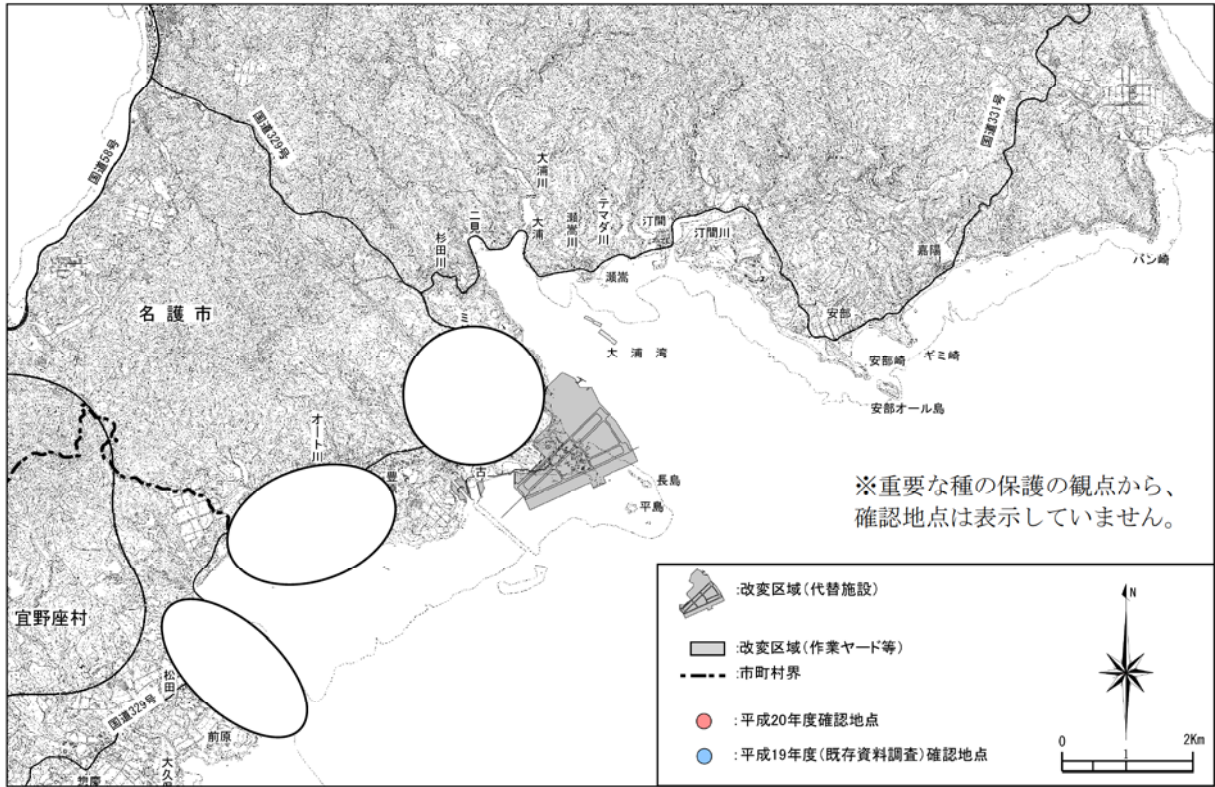 国道58号
国道329号
国道331号
大浦川
二見
杉田川
大浦
瀬嵩川
テマダ川
汀間
汀間川
瀬嵩
嘉陽
バン崎
名護市
ミ
大浦湾
安部
安部崎
ギミ崎
安部オール島
オート川
豊
古
長島
平島
※重要な種の保護の観点から、
確認地点は表示していません。
宜野座村
松田
国道329号
前原
惣慶
:改変区域(代替施設)
:改変区域(作業ヤード等)
:市町村界
:平成20年度確認地点
:平成19年度(既存資料調査)確認地点
N
0 1 2Km